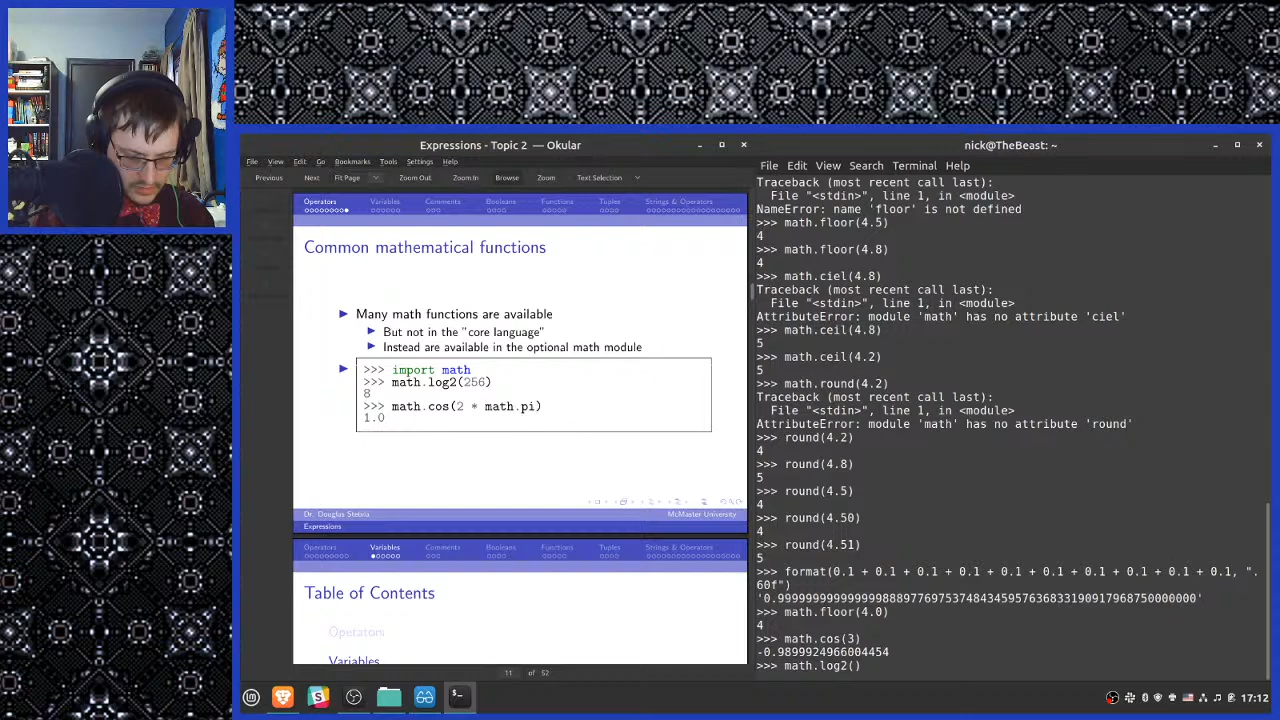 Expressions - Topic 2 — Okular
File Edit View Go Bookmarks Tools Settings Help
Previous Next Fit Page Zoom Out Zoom In Browse Zoom Text Selection
Operators Variables Comments Booleans Functions Tuples Strings & Operators
Common mathematical functions
Many math functions are available
But not in the "core language"
Instead are available in the optional math module
>>> import math
>>> math.log2(256)
8
>>> math.cos(2 * math.pi)
1.0
Dr. Douglas Stebila McMaster University
Expressions
Operators Variables Comments Booleans Functions Tuples Strings & Operators
Table of Contents
Operators
Variables
11 of 52
nick@TheBeast: ~
File Edit View Search Terminal Help
Traceback (most recent call last):
File "<stdin>", line 1, in <module>
NameError: name 'floor' is not defined
>>> math.floor(4.5)
4
>>> math.floor(4.8)
4
>>> math.ciel(4.8)
Traceback (most recent call last):
File "<stdin>", line 1, in <module>
AttributeError: module 'math' has no attribute 'ciel'
>>> math.ceil(4.8)
5
>>> math.ceil(4.2)
5
>>> math.round(4.2)
Traceback (most recent call last):
File "<stdin>", line 1, in <module>
AttributeError: module 'math' has no attribute 'round'
>>> round(4.2)
4
>>> round(4.8)
5
>>> round(4.5)
4
>>> round(4.50)
4
>>> round(4.51)
5
>>> format(0.1 + 0.1 + 0.1 + 0.1 + 0.1 + 0.1 + 0.1 + 0.1 + 0.1 + 0.1, ".
60f")
'0.999999999999999888977697537484345957636833190917968750000000'
>>> math.floor(4.0)
4
>>> math.cos(3)
-0.9899924966004454
>>> math.log2()
17:12